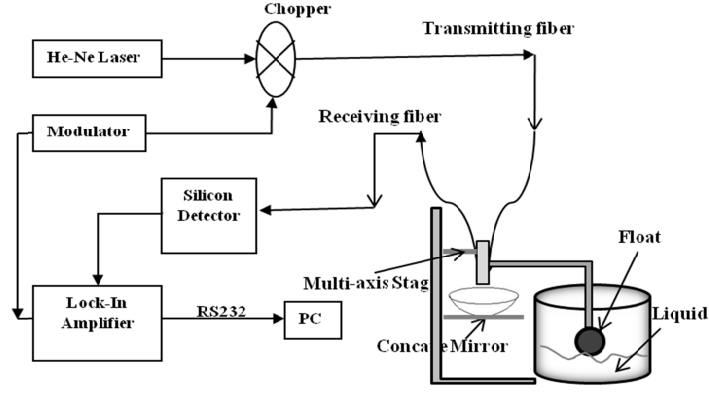 Chopper
Transmitting fiber
He-Ne Laser
Receiving fiber
Modulator
Silicon
Detector
Float
Multi-axis Stag
Lock-In
Amplifier
RS232
PC
Liquid
Concave Mirror